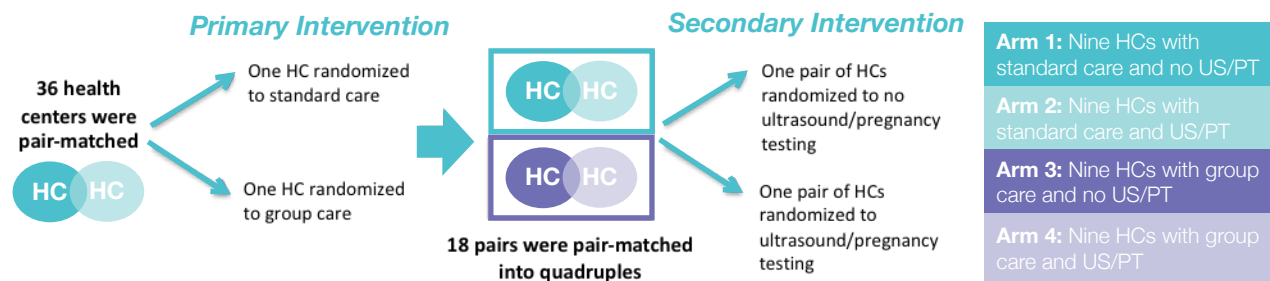 Primary Intervention
36 health
centers were
pair-matched
HC HC
One HC randomized
to standard care
One HC randomized
to group care
HC HC
HC HC
18 pairs were pair-matched
into quadruples
Secondary Intervention
One pair of HCs
randomized to no
ultrasound/pregnancy
testing
One pair of HCs
randomized to
ultrasound/pregnancy
testing
Arm 1: Nine HCs with
standard care and no US/PT
Arm 2: Nine HCs with
standard care and US/PT
Arm 3: Nine HCs with group
care and no US/PT
Arm 4: Nine HCs with group
care and US/PT